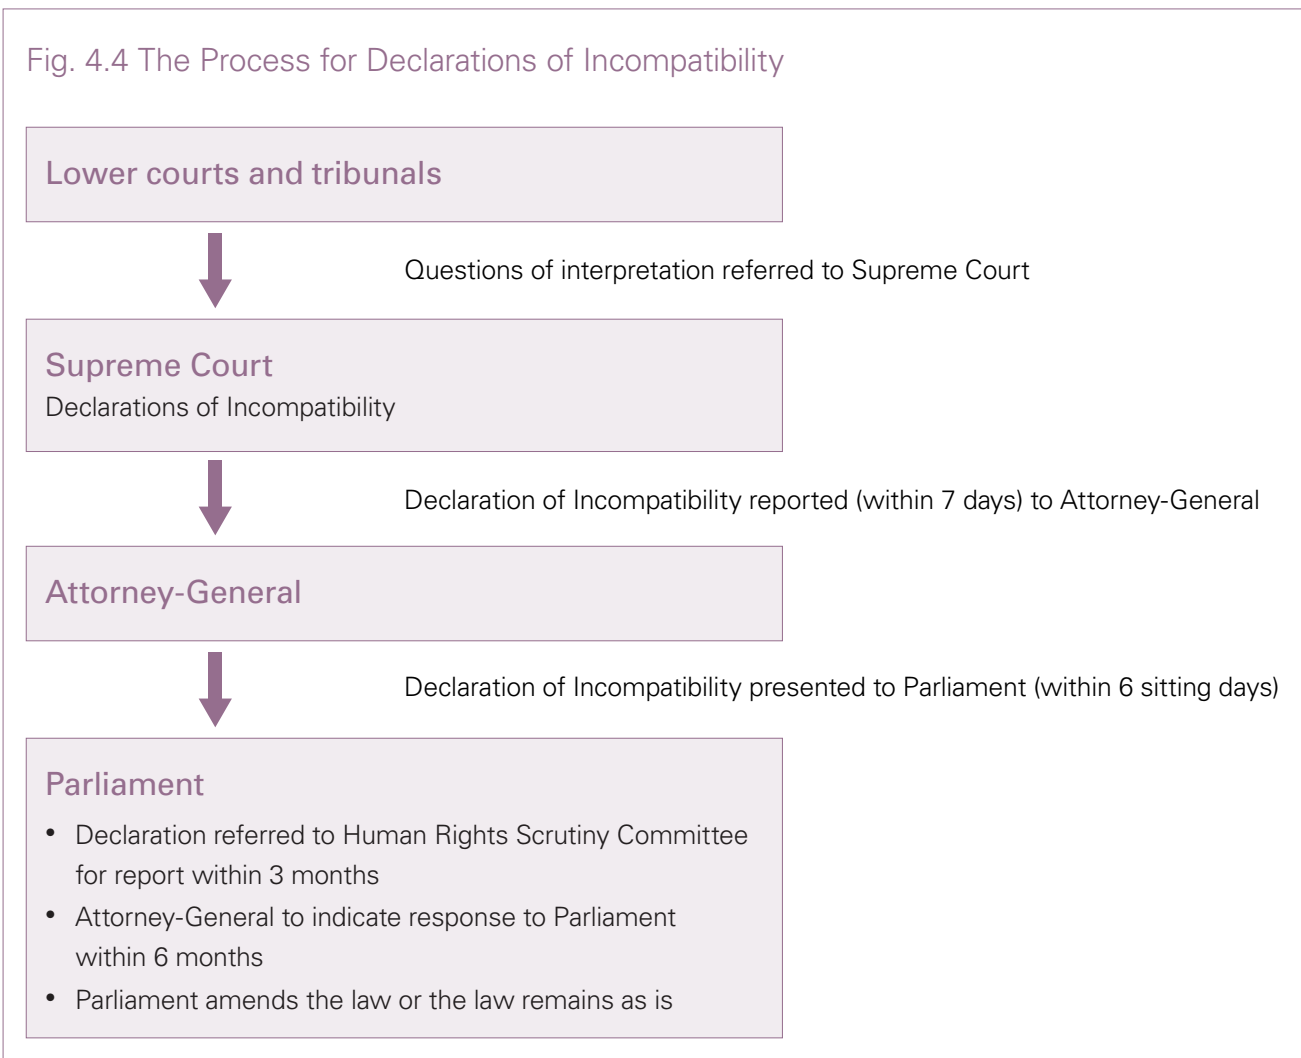 Fig. 4.4 The Process for Declarations of Incompatibility
Lower courts and tribunals
Questions of interpretation referred to Supreme Court
Supreme Court
Declarations of Incompatibility
Declaration of Incompatibility reported (within 7 days) to Attorney-General
Attorney-General
Declaration of Incompatibility presented to Parliament (within 6 sitting days)
Parliament
• Declaration referred to Human Rights Scrutiny Committee
for report within 3 months
• Attorney-General to indicate response to Parliament
within 6 months
• Parliament amends the law or the law remains as is